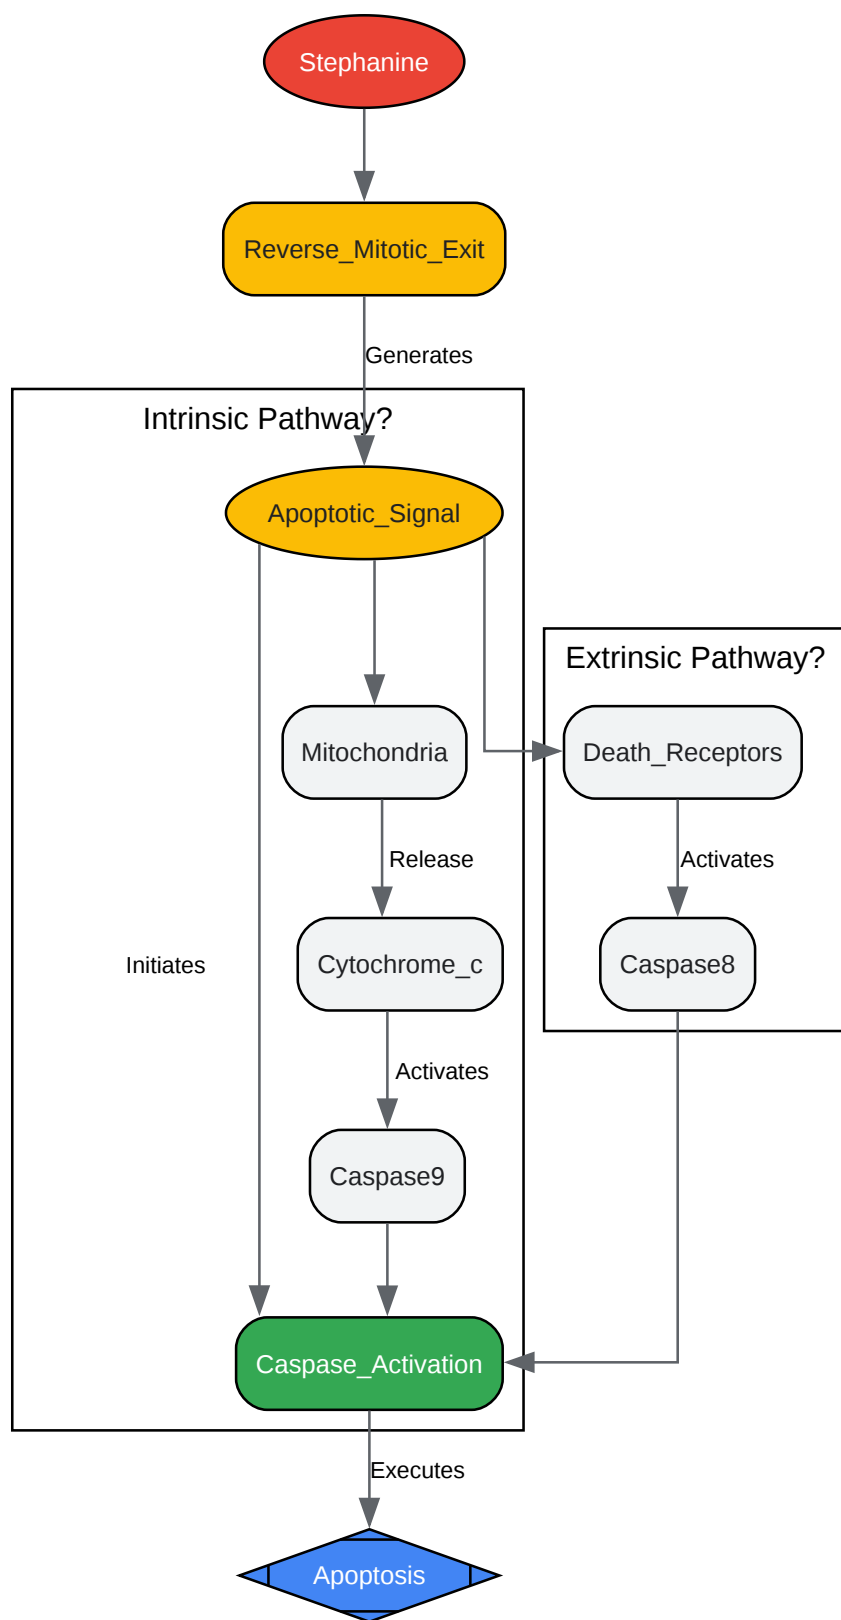 Stephanine
Reverse_Mitotic_Exit
Generates
Intrinsic Pathway?
Apoptotic_Signal
Extrinsic Pathway?
Mitochondria
Death_Receptors
Release
Activates
Initiates
Cytochrome_c
Caspase8
Activates
Caspase9
Caspase_Activation
Executes
Apoptosis